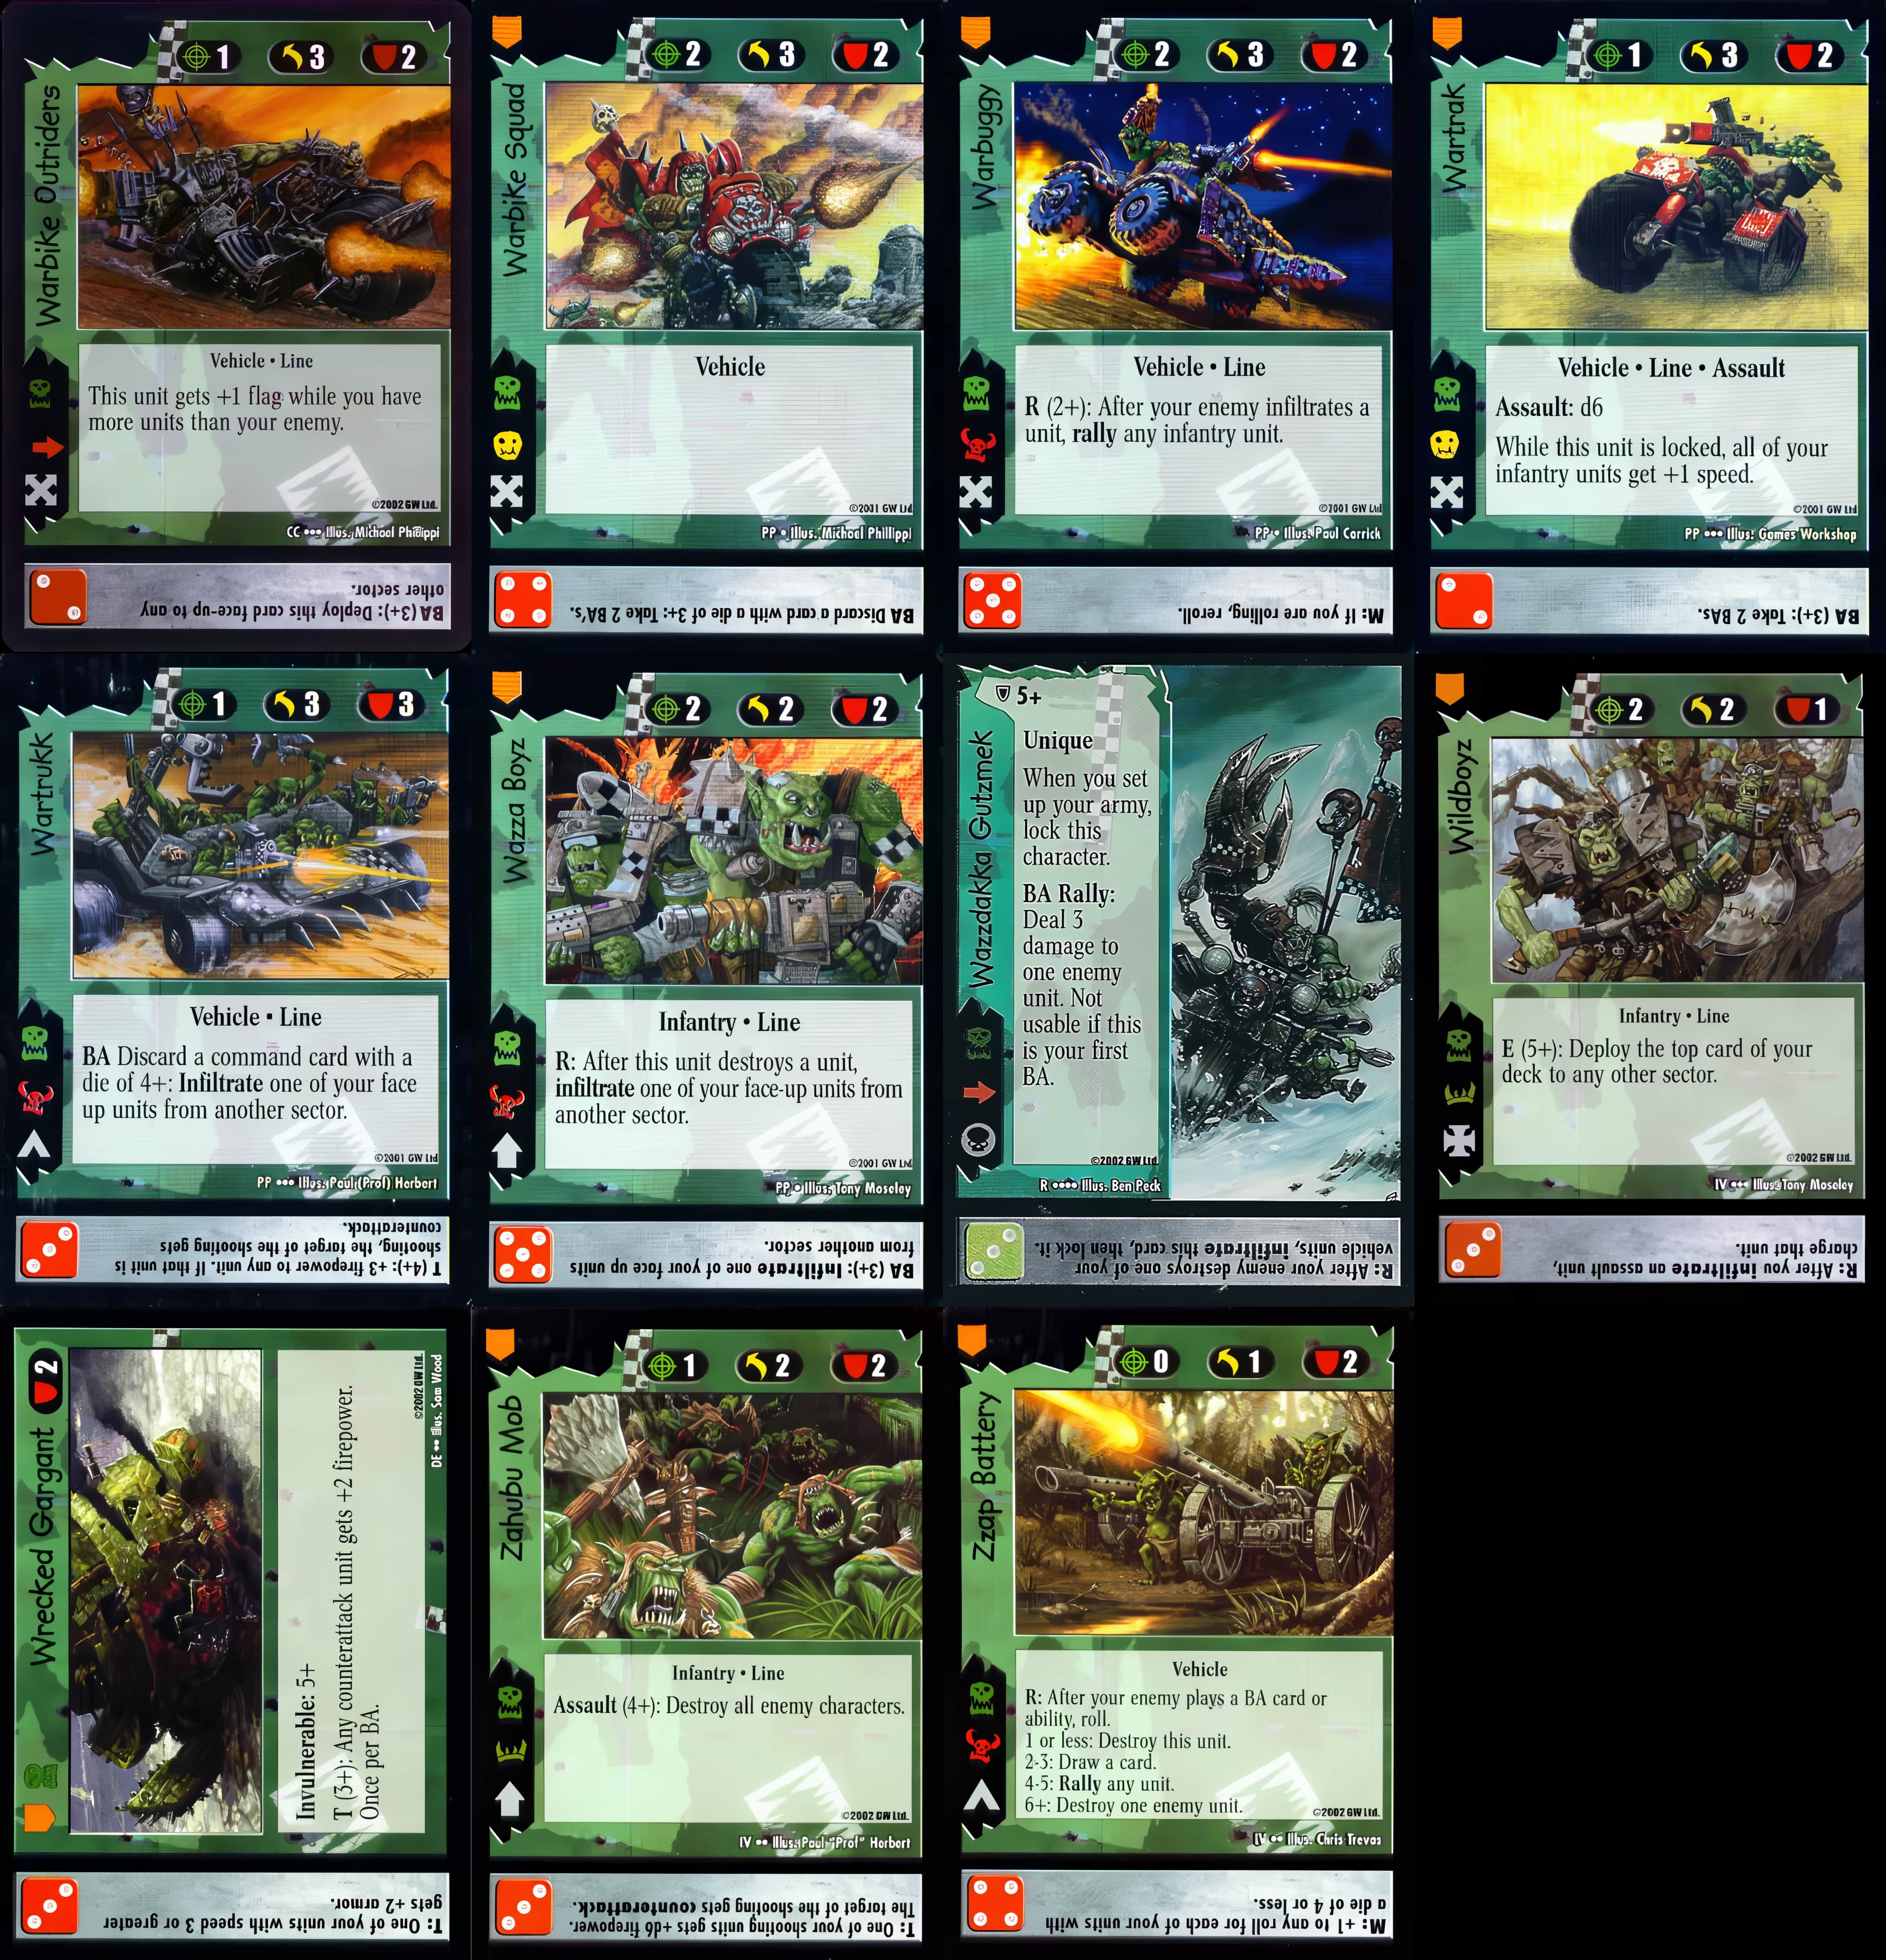 1 3 2
Warbike Outriders
Vehicle • Line
This unit gets +1 flag while you have
more units than your enemy.
©2002 GW Ltd.
CC ••• Illus. Michael Phillippi
BA (3+): Deploy this card face-up to any
other sector.
2 3 2
Warbike Squad
Vehicle
©2001 GW Ltd
PP • Illus. Michael Phillippi
BA Discard a card with a die of 3+: Take 2 BA's.
2 3 2
Warbuggy
Vehicle • Line
R (2+): After your enemy infiltrates a
unit, rally any infantry unit.
©2001 GW Ltd
PP • Illus. Paul Carrick
M: If you are rolling, reroll.
1 3 2
Wartrak
Vehicle • Line • Assault
Assault: d6
While this unit is locked, all of your
infantry units get +1 speed.
©2001 GW Ltd
PP ••• Illus. Games Workshop
BA (3+): Take 2 BAs.
1 3 3
Wartrukk
Vehicle • Line
BA Discard a command card with a
die of 4+: Infiltrate one of your face
up units from another sector.
©2001 GW Ltd
PP ••• Illus. Paul (Prof) Herbert
T (4+): +3 firepower to any unit. If that unit is
shooting, the target of the shooting gets
counterattack.
2 2 2
Wazza Boyz
Infantry • Line
R: After this unit destroys a unit,
infiltrate one of your face-up units from
another sector.
©2001 GW Ltd
PP • Illus. Tony Moseley
BA (3+): Infiltrate one of your face up units
from another sector.
5+
Wazzdakka Gutzmek
Unique
When you set
up your army,
lock this
character.
BA Rally:
Deal 3
damage to
one enemy
unit. Not
usable if this
is your first
BA.
©2002 GW Ltd.
R •••• Illus. Ben Peck
R: After your enemy destroys one of your
vehicle units, infiltrate this card, then lock it.
2 2 1
Wildboyz
Infantry • Line
E (5+): Deploy the top card of your
deck to any other sector.
©2002 GW Ltd.
IV ••• Illus. Tony Moseley
R: After you infiltrate an assault unit,
charge that unit.
2
Wrecked Gargant
Invulnerable: 5+
T (3+): Any counterattack unit gets +2 firepower.
Once per BA.
©2002 GW Ltd.
DE •• Illus. Sam Wood
T: One of your units with speed 3 or greater
gets +2 armor.
1 2 2
Zahubu Mob
Infantry • Line
Assault (4+): Destroy all enemy characters.
©2002 GW Ltd.
IV •• Illus. Paul "Prof" Herbert
T: One of your shooting units gets +d6 firepower.
The target of the shooting gets counterattack.
0 1 2
Zzap Battery
Vehicle
R: After your enemy plays a BA card or
ability, roll.
1 or less: Destroy this unit.
2-3: Draw a card.
4-5: Rally any unit.
6+: Destroy one enemy unit.
©2002 GW Ltd.
IV •• Illus. Chris Trevas
M: +1 to any roll for each of your units with
a die of 4 or less.